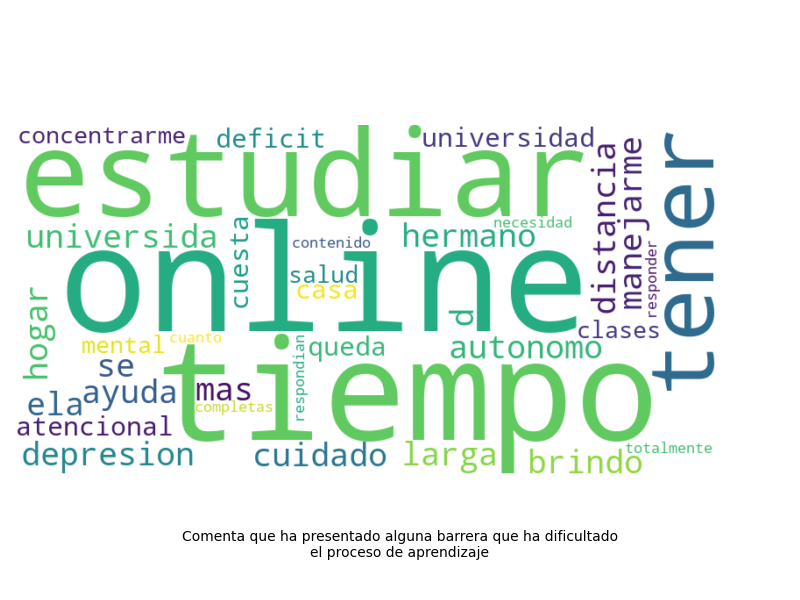 concentrarme
deficit
universidad
estudiar
tener
distancia
manejarme
necesidad
universida
cuesta
contenido
hermano
responder
online
salud
casa
d
clases
hogar
mental
cuanto
respondian
queda
autonomo
se
tiempo
ayuda
mas
ela
completas
atencional
depresion
cuidado
larga
brindo
totalmente
Comenta que ha presentado alguna barrera que ha dificultado
el proceso de aprendizaje